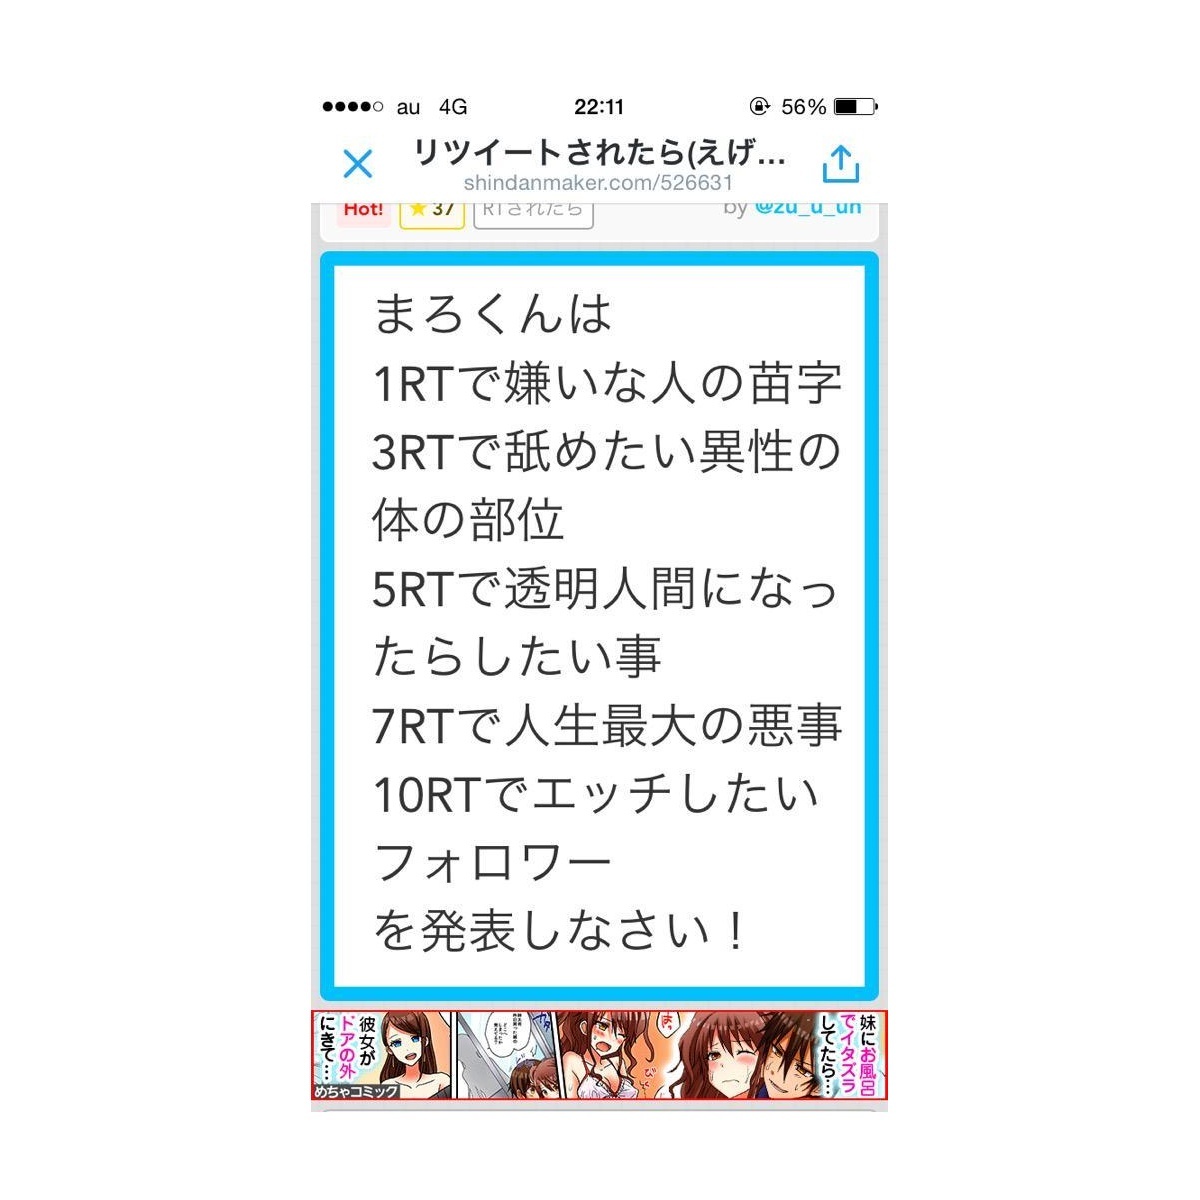 au 4G 22:11 56%
リツイートされたら(えげ...
shindanmaker.com/526631
Hot! ★37 RTされたら by @zu_u_un
まろくんは
1RTで嫌いな人の苗字
3RTで舐めたい異性の
体の部位
5RTで透明人間になっ
たらしたい事
7RTで人生最大の悪事
10RTでエッチしたい
フォロワー
を発表しなさい！
妹にお風呂
でイタズラ
してたら…
彼女が
ドアの外
にきて…
めちゃコミック